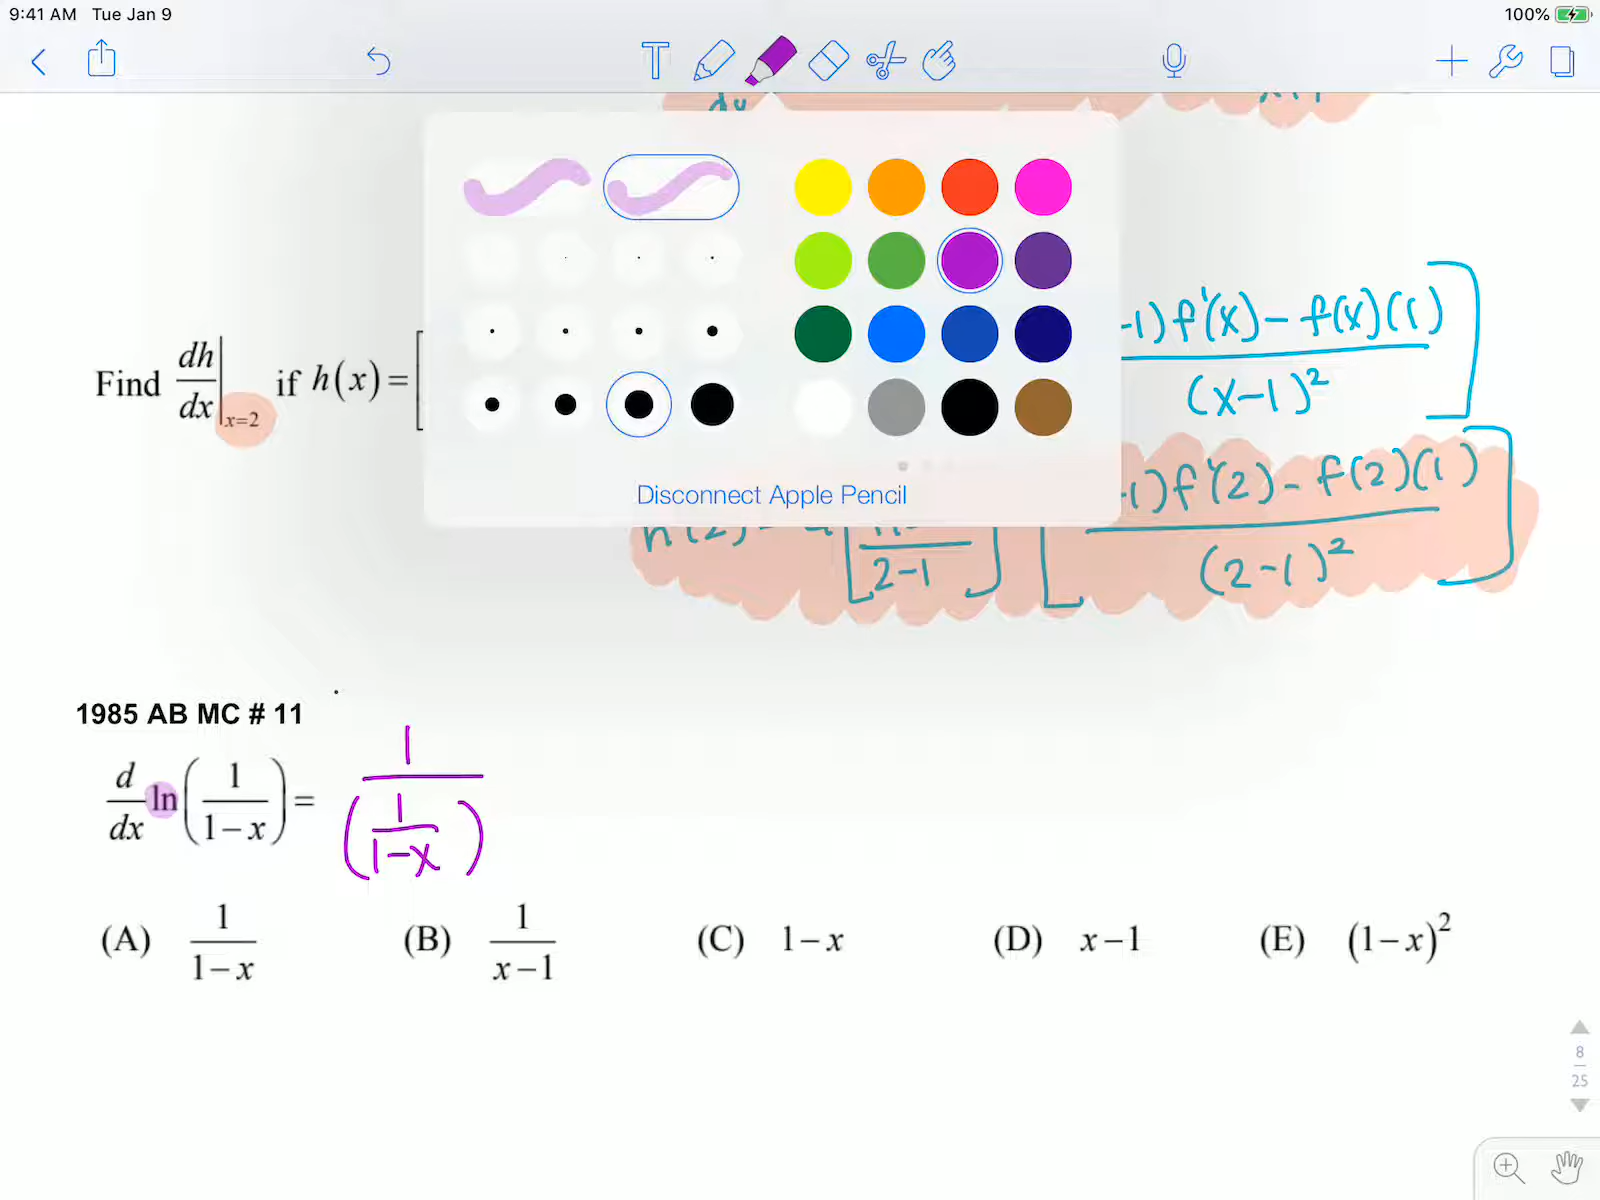 9:41 AM Tue Jan 9 100%
T
Disconnect Apple Pencil
Find dh/dx |x=2 if h(x) = [
-1)f'(x) - f(x)(1) ]
(x-1)²
-1)f'(2) - f(2)(1) ]
(2-1)²
[ 2-1 ] [
1985 AB MC # 11
d/dx ln(1/(1-x)) = 1/(1/(1-x))
(A) 1/(1-x) (B) 1/(x-1) (C) 1-x (D) x-1 (E) (1-x)²
8
25